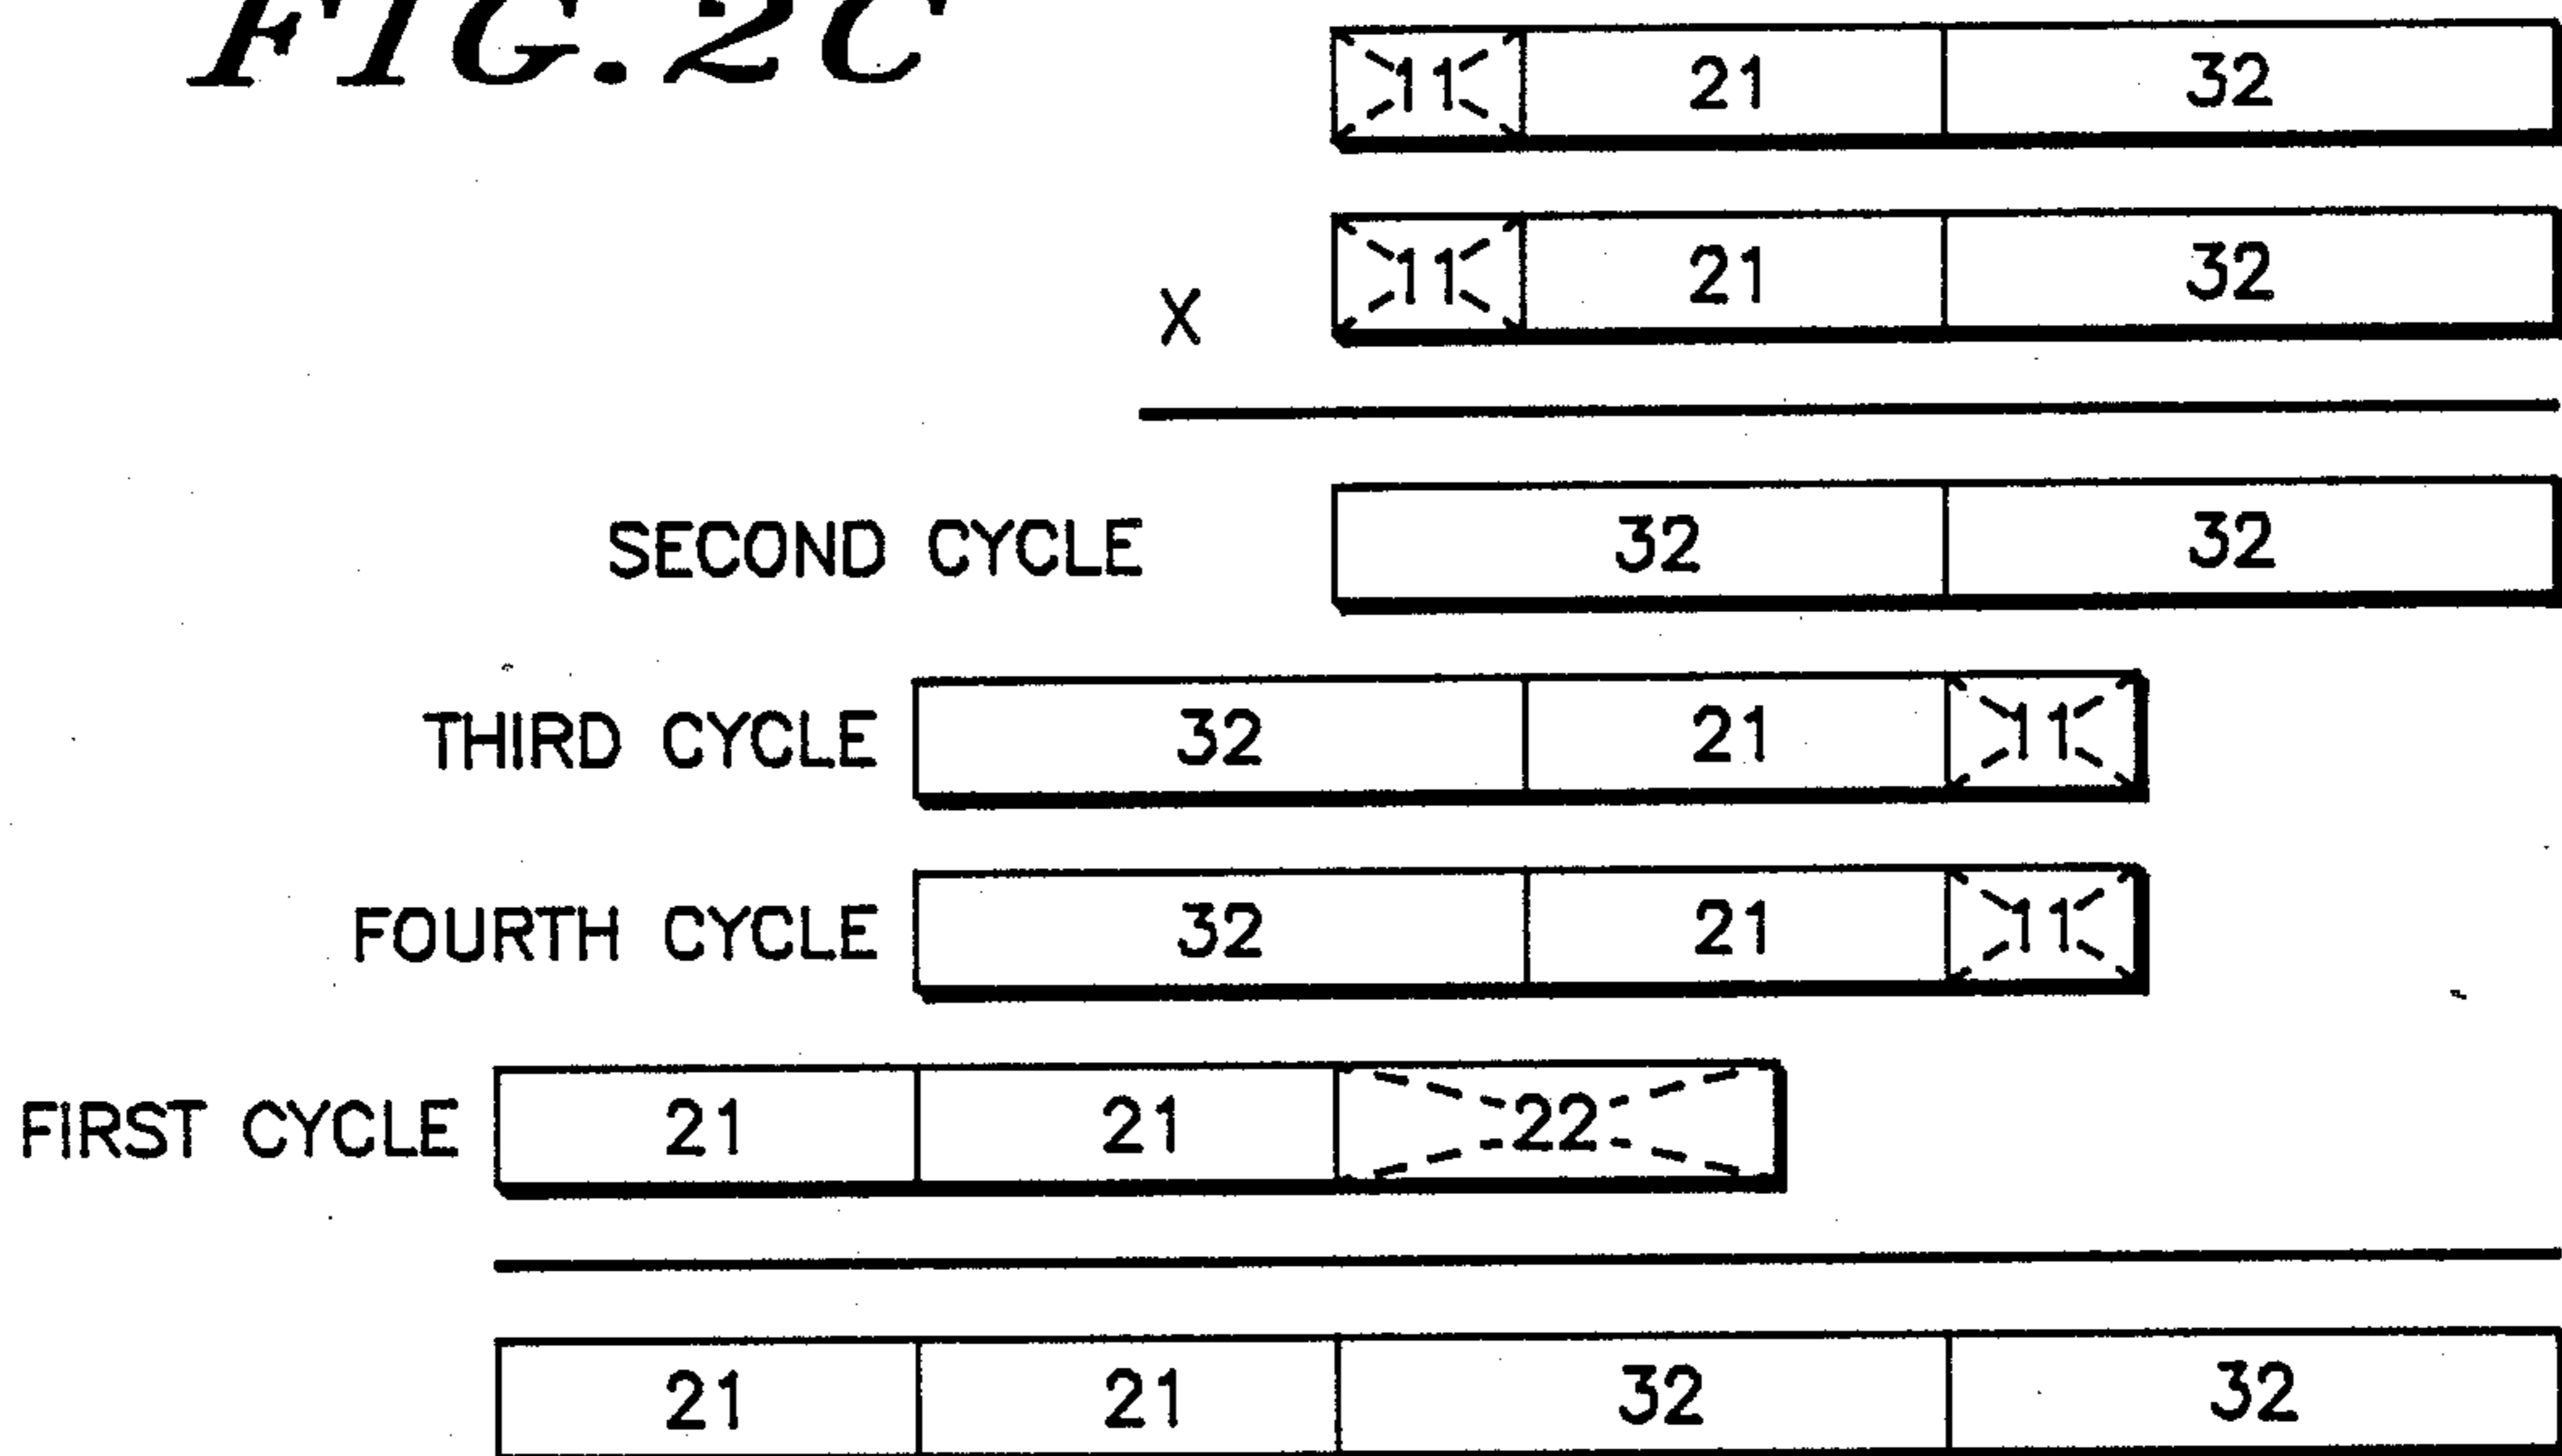 FIG. 2C
11 21 32
11 21 32
X
SECOND CYCLE 32 32
THIRD CYCLE 32 21 11
FOURTH CYCLE 32 21 11
FIRST CYCLE 21 21 22
21 21 32 32